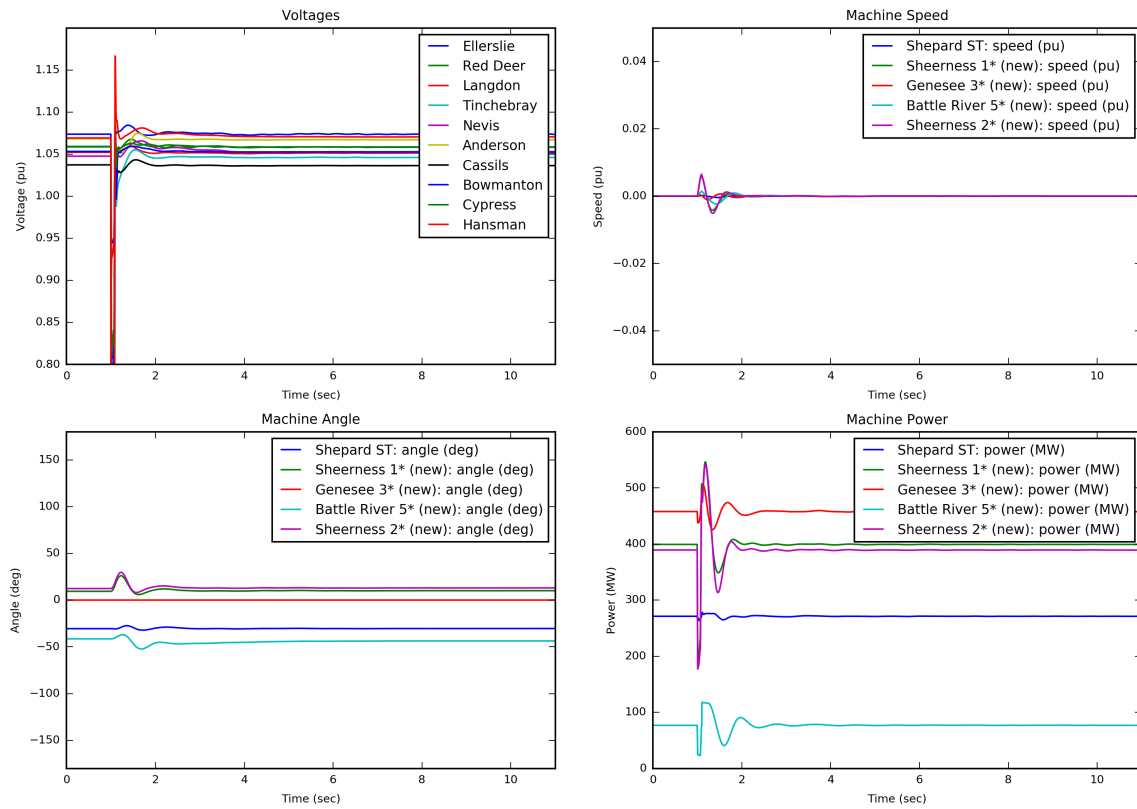 Voltages
1.15
1.10
1.05
1.00
0.95
0.90
0.85
0.80
Voltage (pu)
Ellerslie
Red Deer
Langdon
Tinchebray
Nevis
Anderson
Cassils
Bowmanton
Cypress
Hansman
0 2 4 6 8 10
Time (sec)
Machine Speed
0.04
0.02
0.00
−0.02
−0.04
Speed (pu)
Shepard ST: speed (pu)
Sheerness 1* (new): speed (pu)
Genesee 3* (new): speed (pu)
Battle River 5* (new): speed (pu)
Sheerness 2* (new): speed (pu)
0 2 4 6 8 10
Time (sec)
Machine Angle
150
100
50
0
−50
−100
−150
Angle (deg)
Shepard ST: angle (deg)
Sheerness 1* (new): angle (deg)
Genesee 3* (new): angle (deg)
Battle River 5* (new): angle (deg)
Sheerness 2* (new): angle (deg)
0 2 4 6 8 10
Time (sec)
Machine Power
600
500
400
300
200
100
0
Power (MW)
Shepard ST: power (MW)
Sheerness 1* (new): power (MW)
Genesee 3* (new): power (MW)
Battle River 5* (new): power (MW)
Sheerness 2* (new): power (MW)
0 2 4 6 8 10
Time (sec)